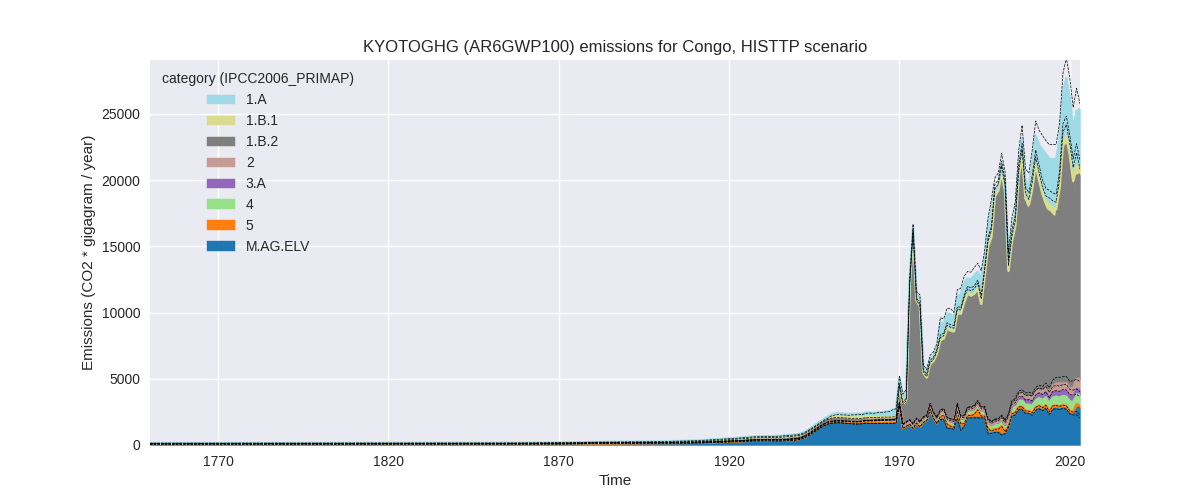 KYOTOGHG (AR6GWP100) emissions for Congo, HISTTP scenario
category (IPCC2006_PRIMAP)
1.A
1.B.1
1.B.2
2
3.A
4
5
M.AG.ELV
Emissions (CO2 * gigagram / year)
25000
20000
15000
10000
5000
0
1770
1820
1870
1920
1970
2020
Time